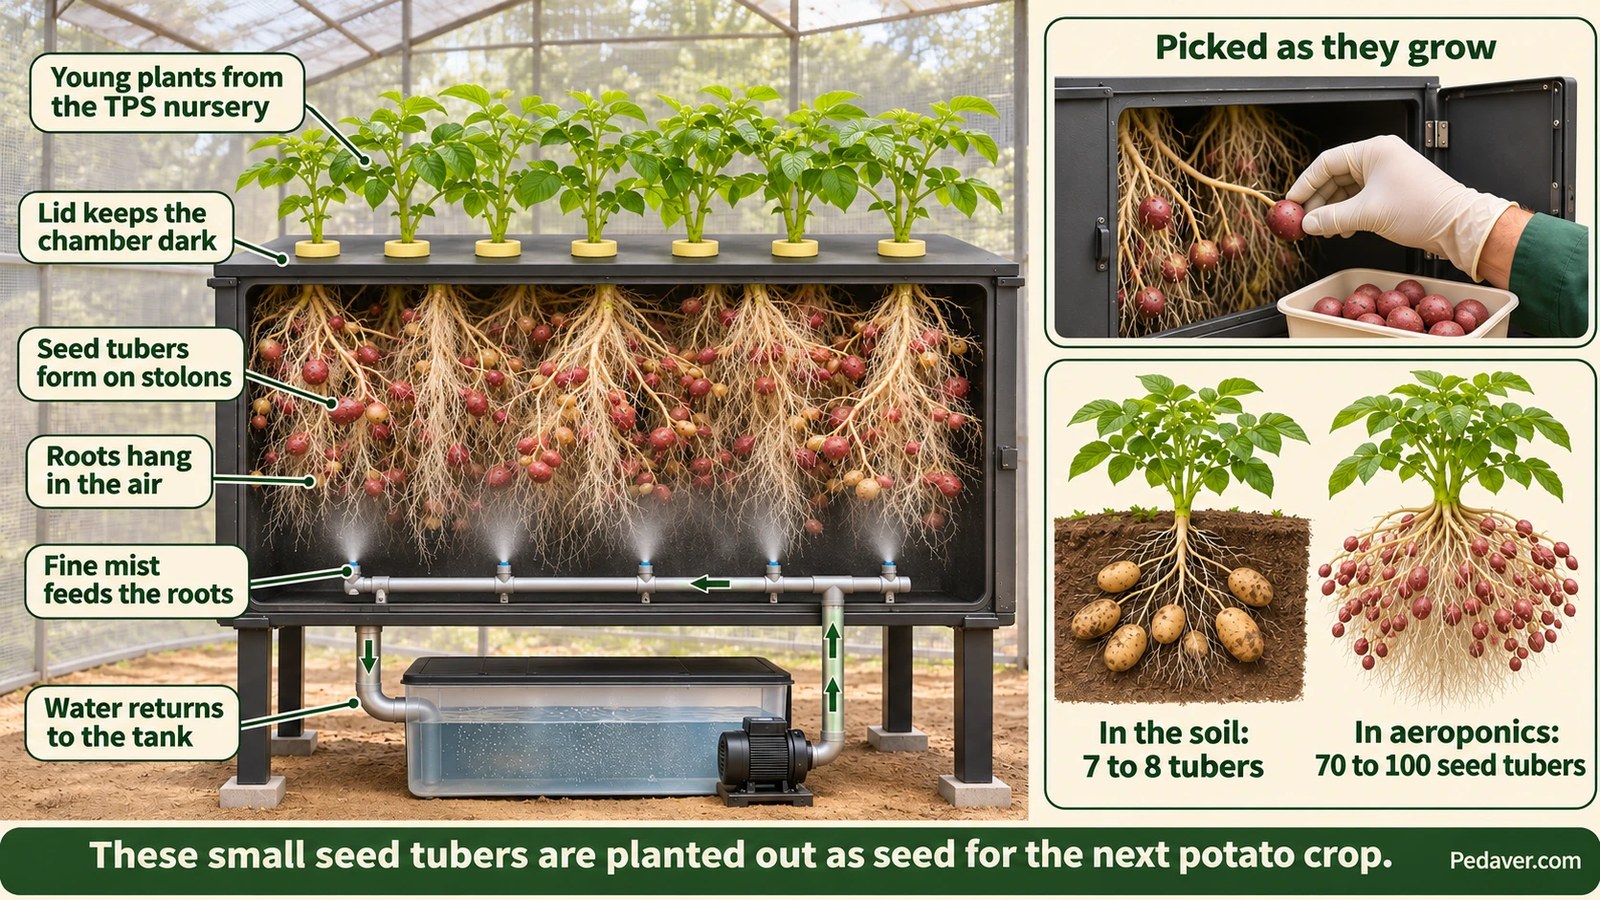 Young plants from
the TPS nursery
Lid keeps the
chamber dark
Seed tubers
form on stolons
Roots hang
in the air
Fine mist
feeds the roots
Water returns
to the tank
Picked as they grow
In the soil:
7 to 8 tubers
In aeroponics:
70 to 100 seed tubers
These small seed tubers are planted out as seed for the next potato crop.
Pedaver.com